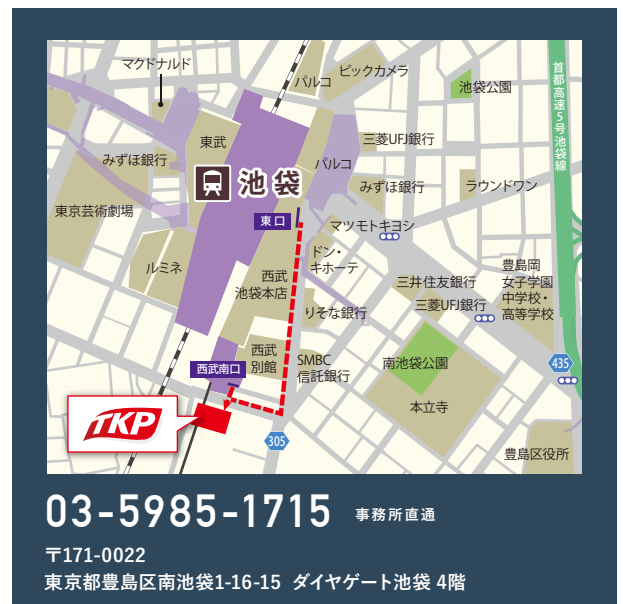 マクドナルド
パルコ
ビックカメラ
池袋公園
首都高速5号池袋線
東武
三菱UFJ銀行
みずほ銀行
パルコ
池袋
みずほ銀行
ラウンドワン
東京芸術劇場
東口
マツモトキヨシ
ルミネ
ドン・
キホーテ
西武
池袋本店
三井住友銀行
豊島岡
女子学園
中学校・
高等学校
りそな銀行
三菱UFJ銀行
西武
別館
西武南口
SMBC
信託銀行
南池袋公園
435
本立寺
TKP
305
豊島区役所
03-5985-1715 事務所直通
〒171-0022
東京都豊島区南池袋1-16-15 ダイヤゲート池袋 4階